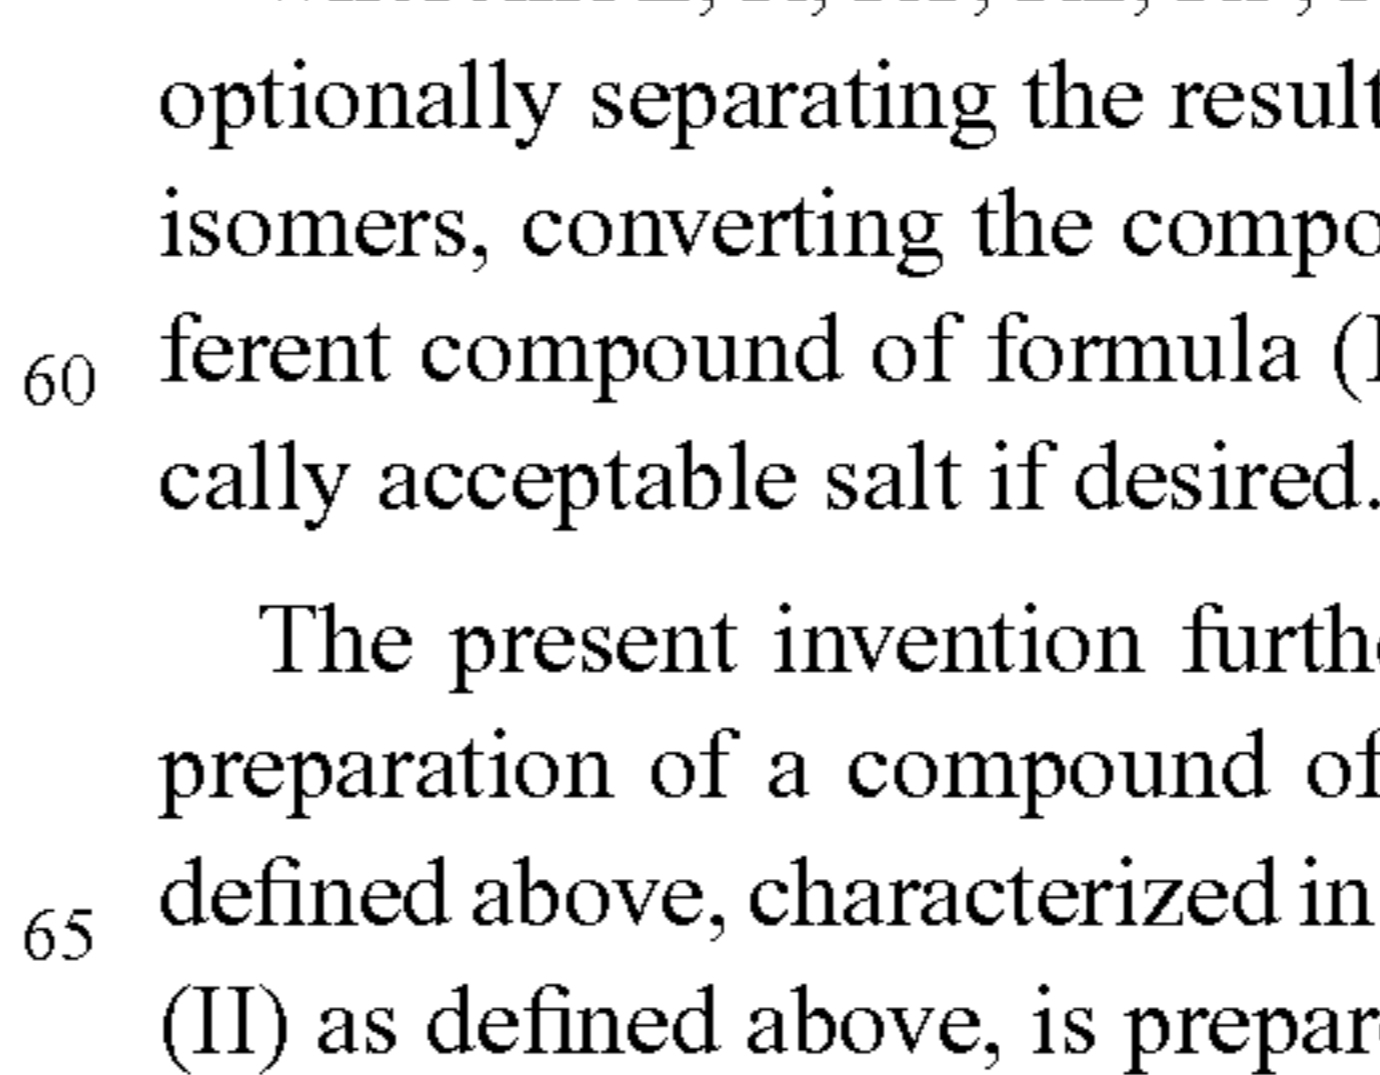 optionally separating the result
isomers, converting the compo
60 ferent compound of formula (I
cally acceptable salt if desired.
The present invention furthe
preparation of a compound of
defined above, characterized in
65
(II) as defined above, is prepar